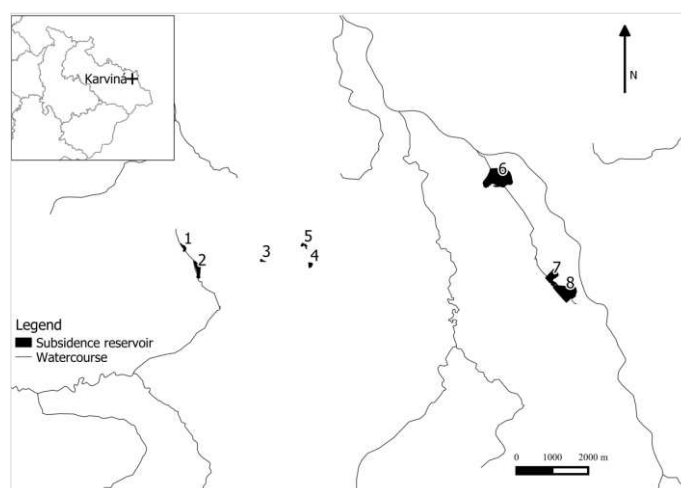 Karviná
N
6
1
5
2
3
4
7
8
Legend
Subsidence reservoir
Watercourse
0 1000 2000 m